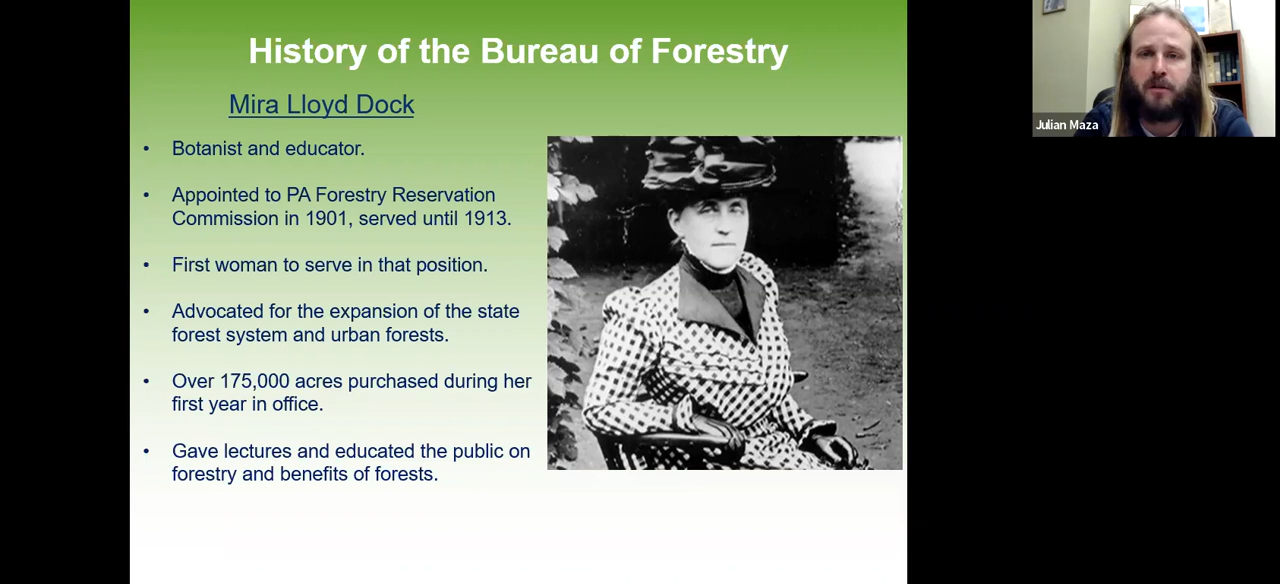 History of the Bureau of Forestry
Mira Lloyd Dock
• Botanist and educator.
• Appointed to PA Forestry Reservation
Commission in 1901, served until 1913.
• First woman to serve in that position.
• Advocated for the expansion of the state
forest system and urban forests.
• Over 175,000 acres purchased during her
first year in office.
• Gave lectures and educated the public on
forestry and benefits of forests.
Julian Maza